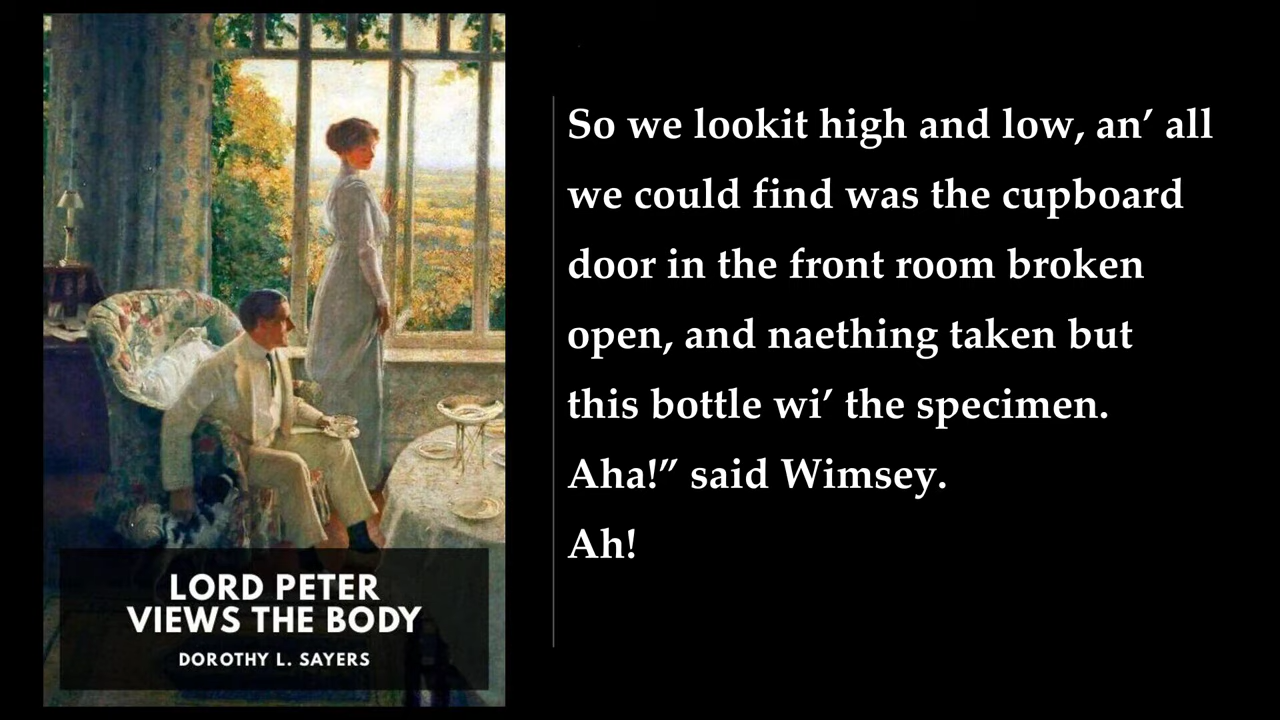 So we lookit high and low, an’ all
we could find was the cupboard
door in the front room broken
open, and naething taken but
this bottle wi’ the specimen.
Aha!” said Wimsey.
Ah!
LORD PETER
VIEWS THE BODY
DOROTHY L. SAYERS